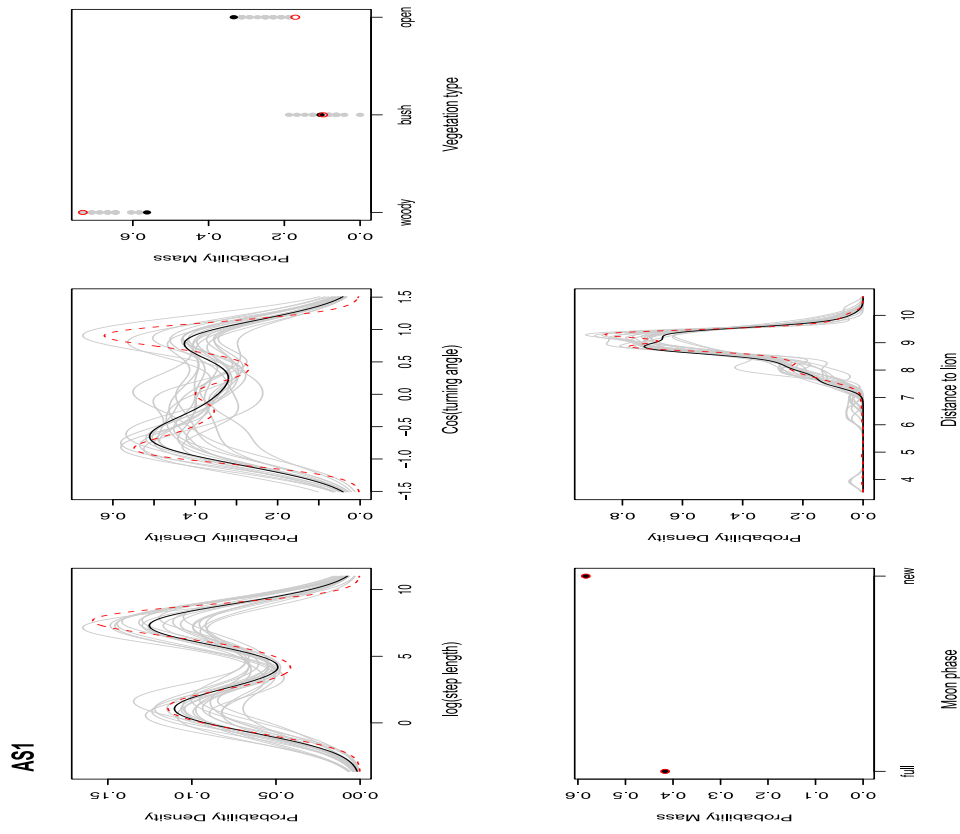 AS1
0.00 0.05 0.10 0.15
Probability Density
0 5 10
log(step length)
0.0 0.2 0.4 0.6
Probability Density
−1.5 −1.0 −0.5 0.0 0.5 1.0 1.5
Cos(turning angle)
0.0 0.2 0.4 0.6
Probability Mass
woody bush open
Vegetation type
0.0 0.1 0.2 0.4 0.6
Probability Mass
full new
Moon phase
0.0 0.2 0.4 0.6 0.8
Probability Density
4 6 7 8 9 10
Distance to lion